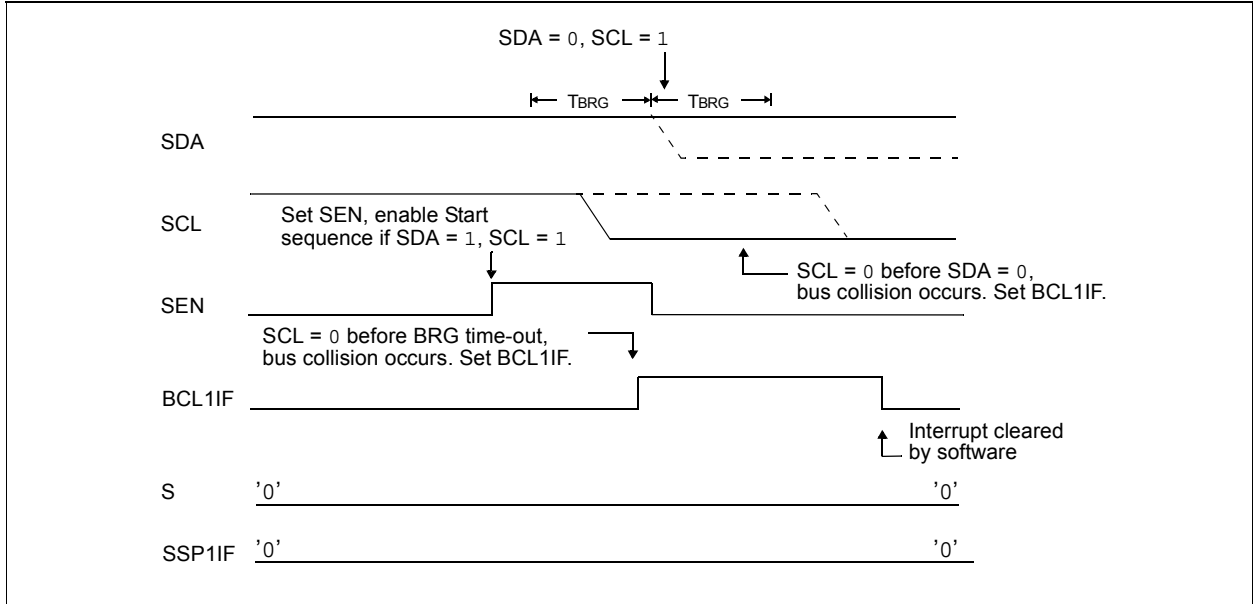 SDA = 0, SCL = 1
TBRG TBRG
SDA
SCL
Set SEN, enable Start
sequence if SDA = 1, SCL = 1
SCL = 0 before SDA = 0,
bus collision occurs. Set BCL1IF.
SEN
SCL = 0 before BRG time-out,
bus collision occurs. Set BCL1IF.
BCL1IF
Interrupt cleared
by software
S '0' '0'
SSP1IF '0' '0'